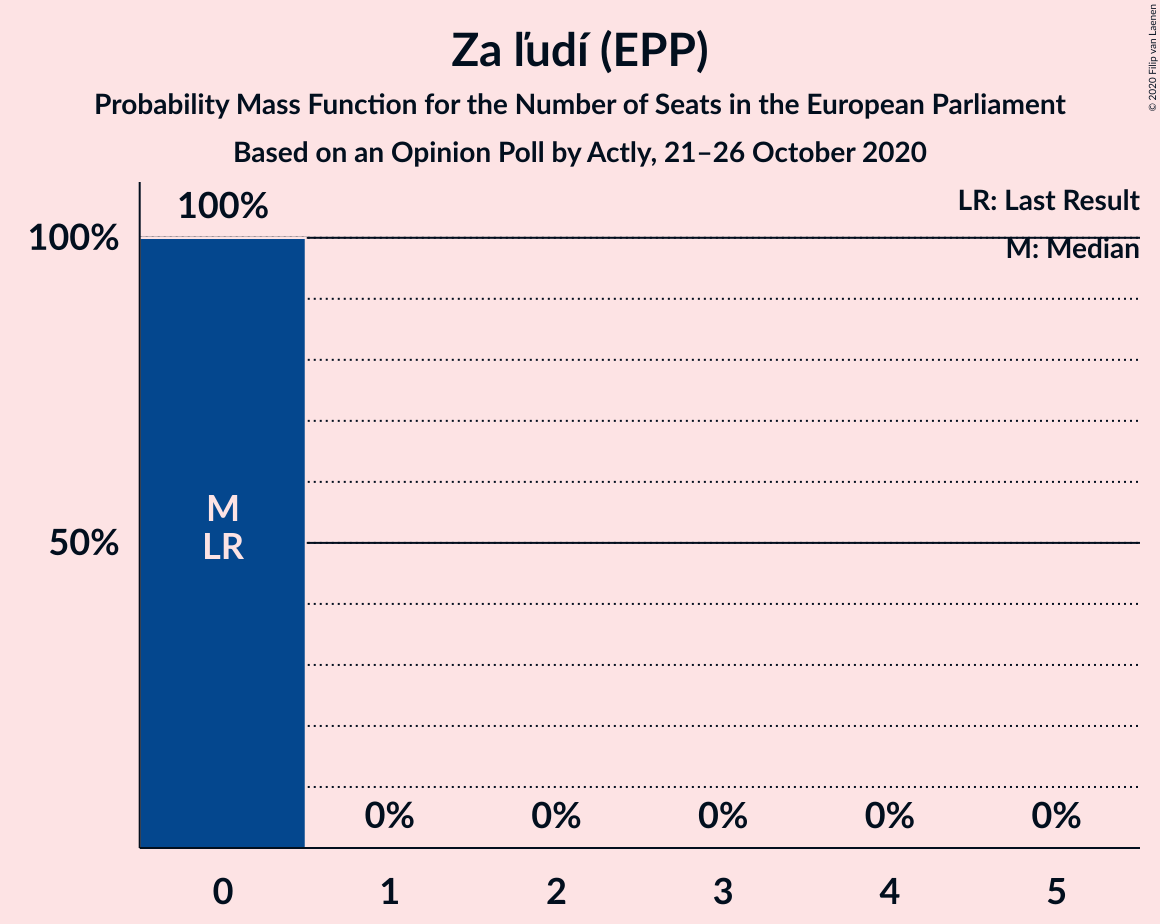 Za ľudí (EPP)
Probability Mass Function for the Number of Seats in the European Parliament
Based on an Opinion Poll by Actly, 21–26 October 2020
© 2020 Filip van Laenen
LR: Last Result
M: Median
100%
100%
50%
M
LR
0%
0%
0%
0%
0%
0
1
2
3
4
5